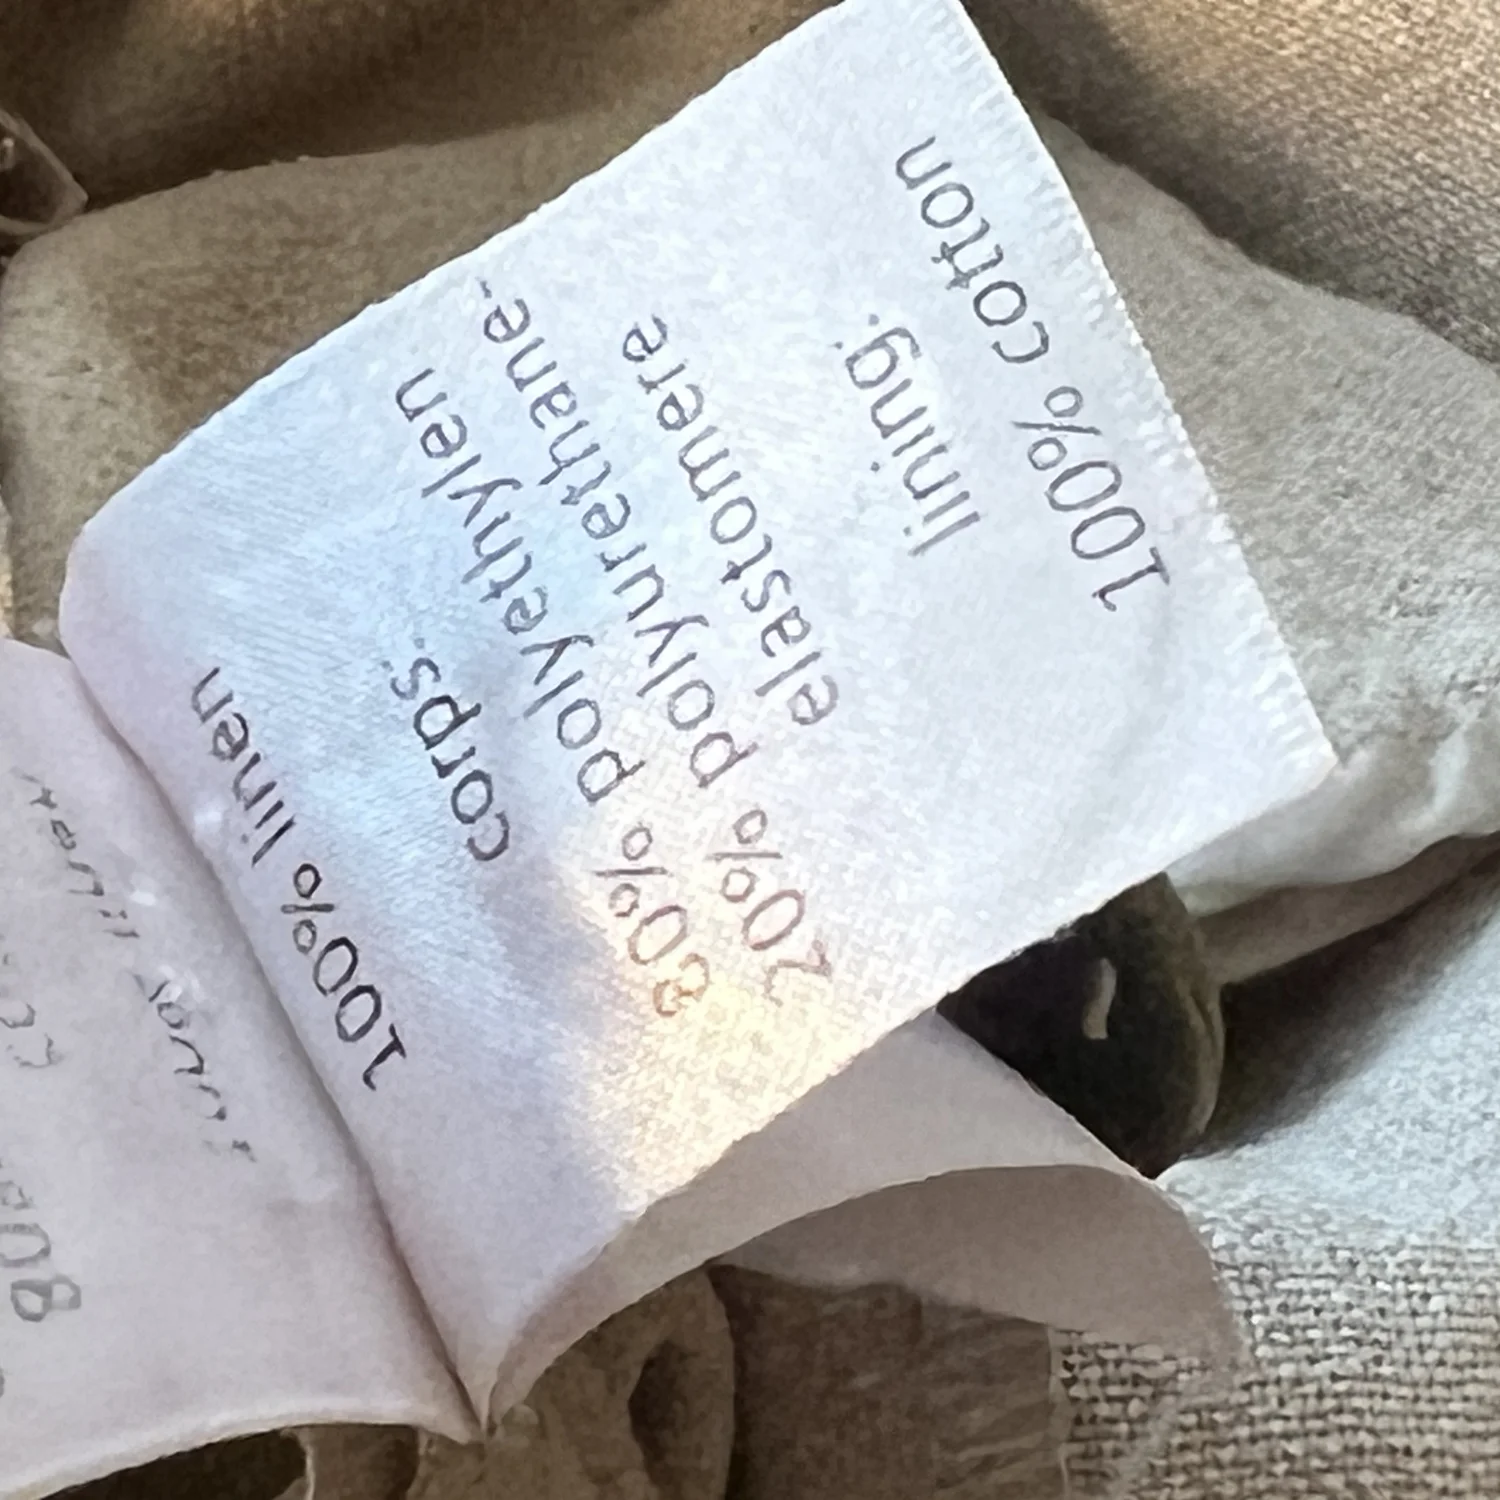 100% linen
corps.
80% polyethylen
20% polyurethane-
elastomere
lining.
100% cotton